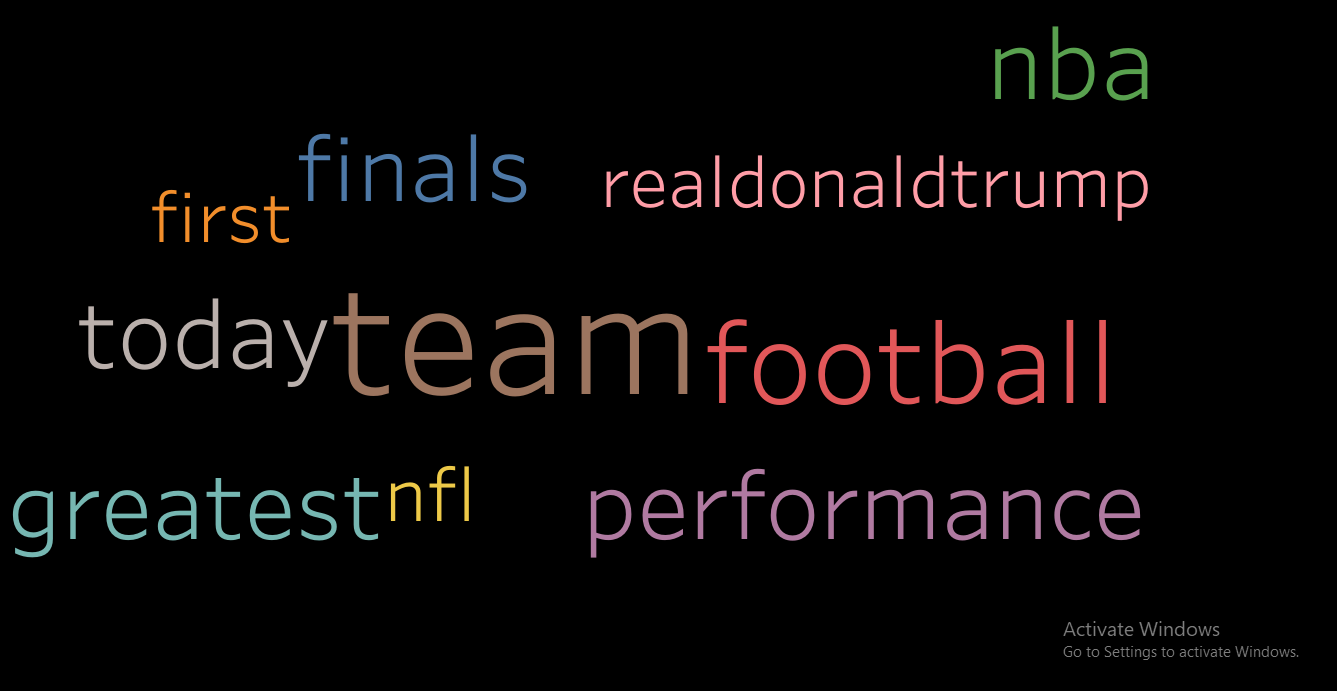 nba
finals
realdonaldtrump
first
today team football
greatest nfl performance
Activate Windows
Go to Settings to activate Windows.